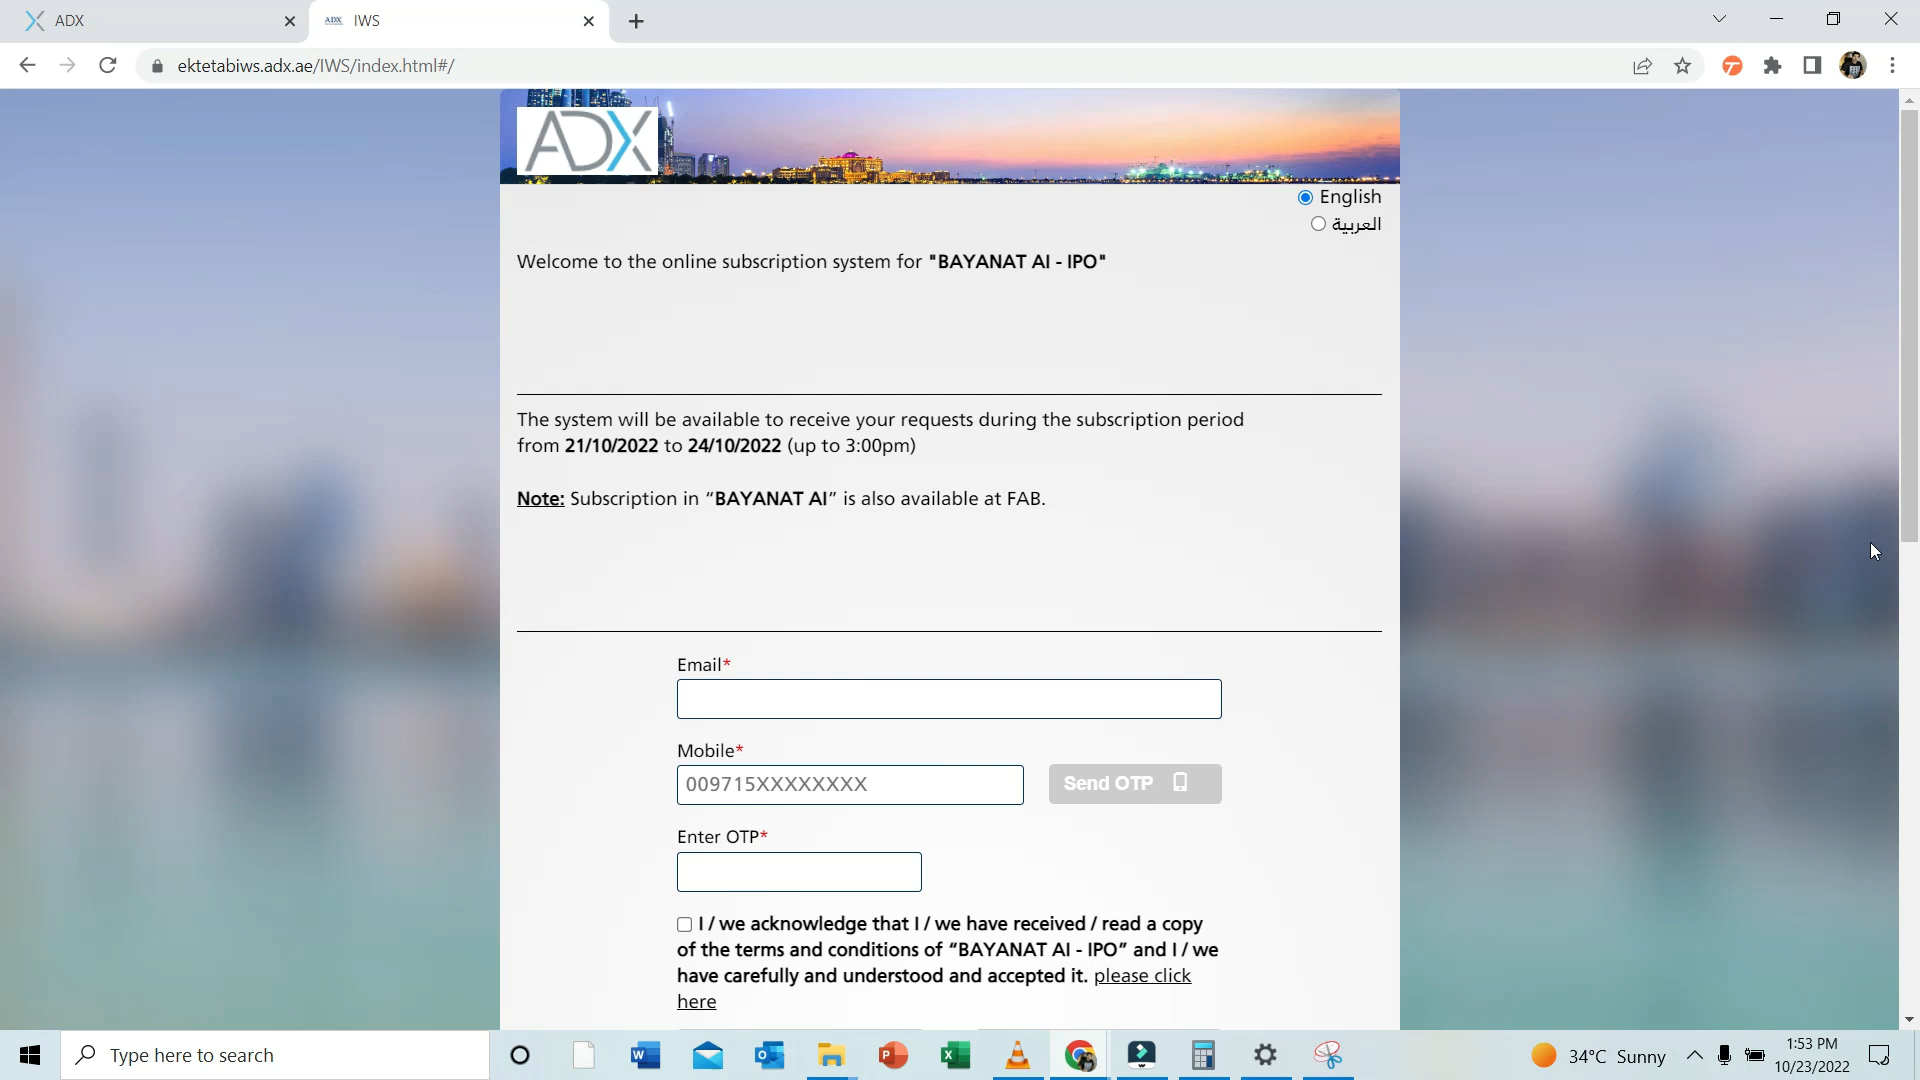 ADX
IWS
ektetabiws.adx.ae/IWS/index.html#/
ADX
English
العربية
Welcome to the online subscription system for "BAYANAT AI - IPO"
The system will be available to receive your requests during the subscription period
from 21/10/2022 to 24/10/2022 (up to 3:00pm)
Note: Subscription in “BAYANAT AI” is also available at FAB.
Email*
Mobile*
009715XXXXXXXX
Send OTP
Enter OTP*
I / we acknowledge that I / we have received / read a copy
of the terms and conditions of “BAYANAT AI - IPO” and I / we
have carefully and understood and accepted it. please click
here
Type here to search
34°C Sunny
1:53 PM
10/23/2022